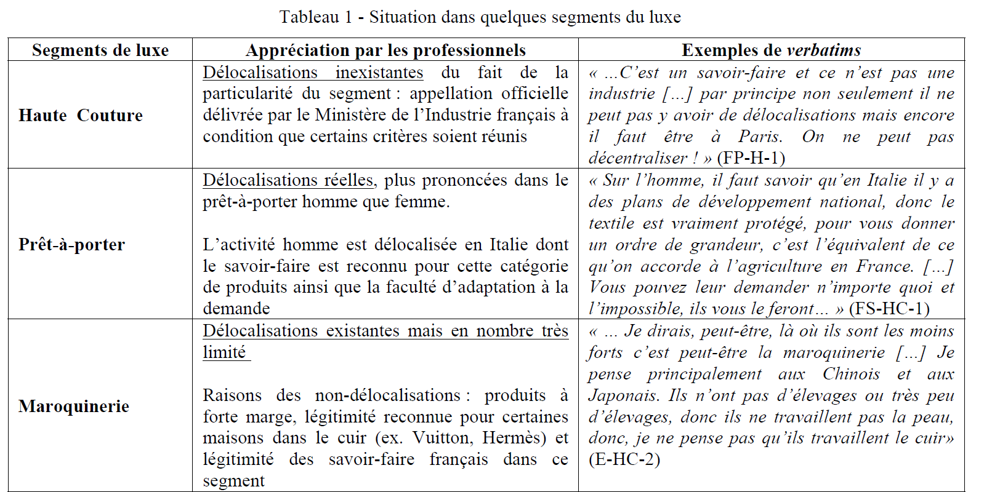 Tableau 1 - Situation dans quelques segments du luxe
Segments de luxe
Appréciation par les professionnels
Exemples de verbatims
Haute Couture
Délocalisations inexistantes du fait de la
particularité du segment : appellation officielle
délivrée par le Ministère de l’Industrie français à
condition que certains critères soient réunis
« …C’est un savoir-faire et ce n’est pas une
industrie […] par principe non seulement il ne
peut pas y avoir de délocalisations mais encore
il faut être à Paris. On ne peut pas
décentraliser ! » (FP-H-1)
Prêt-à-porter
Délocalisations réelles, plus prononcées dans le
prêt-à-porter homme que femme.
L’activité homme est délocalisée en Italie dont
le savoir-faire est reconnu pour cette catégorie
de produits ainsi que la faculté d’adaptation à la
demande
« Sur l’homme, il faut savoir qu’en Italie il y a
des plans de développement national, donc le
textile est vraiment protégé, pour vous donner
un ordre de grandeur, c’est l’équivalent de ce
qu’on accorde à l’agriculture en France. […]
Vous pouvez leur demander n’importe quoi et
l’impossible, ils vous le feront… » (FS-HC-1)
Maroquinerie
Délocalisations existantes mais en nombre très
limité
Raisons des non-délocalisations : produits à
forte marge, légitimité reconnue pour certaines
maisons dans le cuir (ex. Vuitton, Hermès) et
légitimité des savoir-faire français dans ce
segment
« … Je dirais, peut-être, là où ils sont les moins
forts c’est peut-être la maroquinerie […] Je
pense principalement aux Chinois et aux
Japonais. Ils n’ont pas d’élevages ou très peu
d’élevages, donc ils ne travaillent pas la peau,
donc, je ne pense pas qu’ils travaillent le cuir»
(E-HC-2)